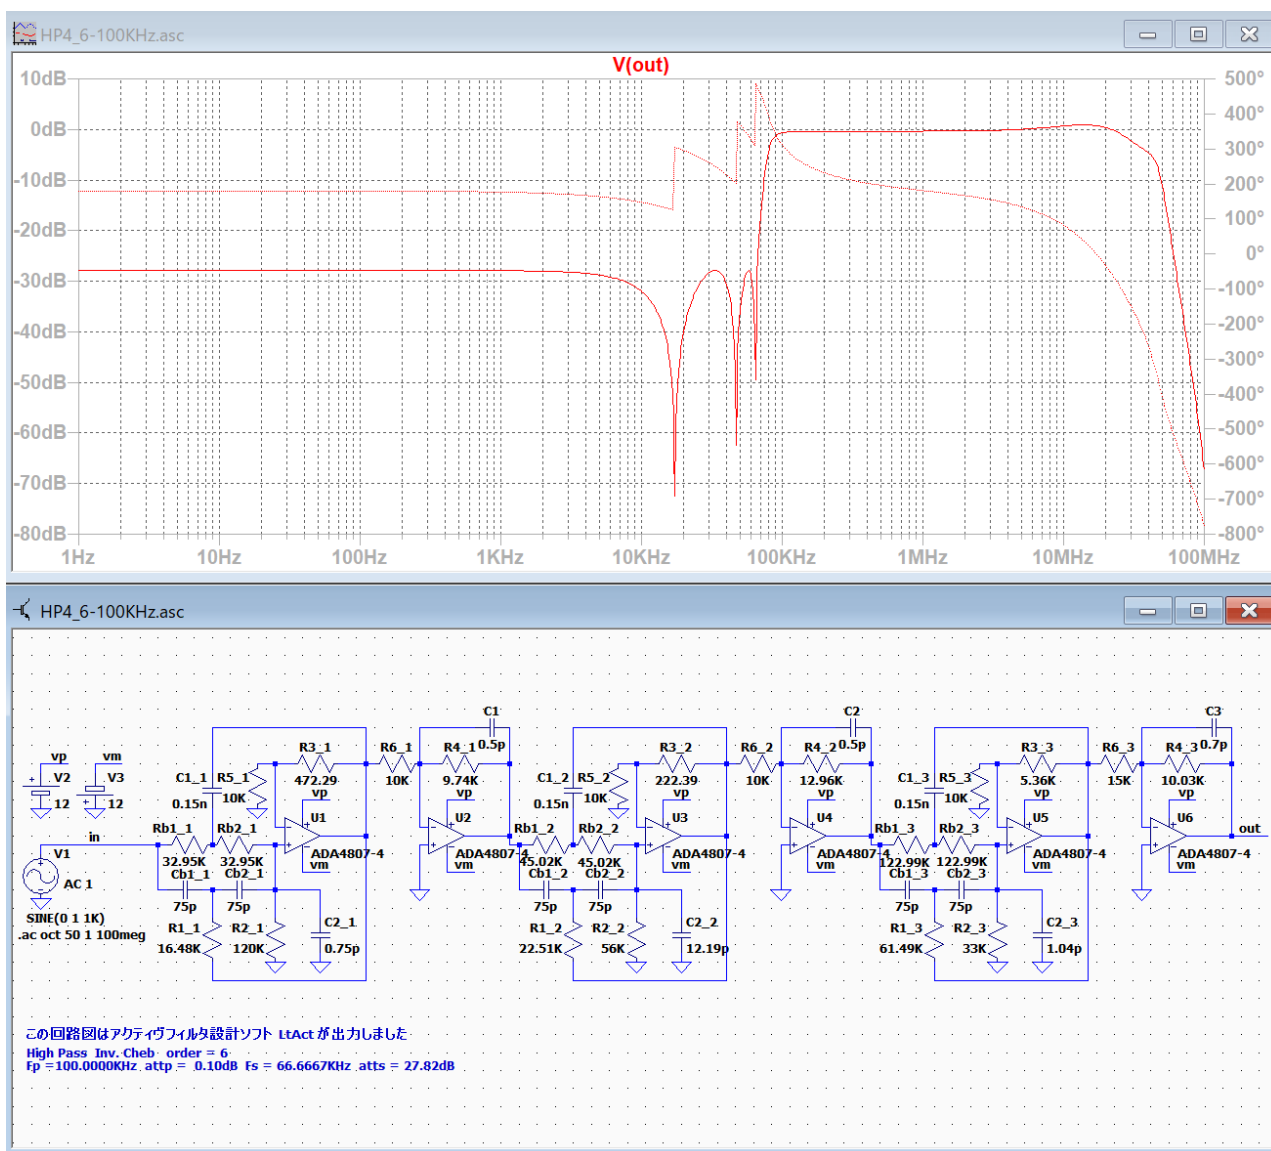 HP4_6-100KHz.asc
V(out)
10dB
0dB
-10dB
-20dB
-30dB
-40dB
-50dB
-60dB
-70dB
-80dB
500°
400°
300°
200°
100°
0°
-100°
-200°
-300°
-400°
-500°
-600°
-700°
-800°
1Hz 10Hz 100Hz 1KHz 10KHz 100KHz 1MHz 10MHz 100MHz
HP4_6-100KHz.asc
vp
V2
12
vm
V3
12
in
V1
AC 1
SINE(0 1 1K)
.ac oct 50 1 100meg
C1_1
0.15n
R5_1
10K
R3_1
472.29
vp
U1
ADA4807-4
vm
Rb1_1
32.95K
Rb2_1
32.95K
Cb1_1
75p
Cb2_1
75p
R1_1
16.48K
R2_1
120K
C2_1
0.75p
R6_1
10K
C1
0.5p
R4_1
9.74K
vp
U2
ADA4807-4
vm
C1_2
0.15n
R5_2
10K
R3_2
222.39
vp
U3
ADA4807-4
vm
Rb1_2
45.02K
Rb2_2
45.02K
Cb1_2
75p
Cb2_2
75p
R1_2
22.51K
R2_2
56K
C2_2
12.19p
R6_2
10K
C2
0.5p
R4_2
12.96K
vp
U4
ADA4807-4
vm
C1_3
0.15n
R5_3
10K
R3_3
5.36K
vp
U5
ADA4807-4
vm
Rb1_3
122.99K
Rb2_3
122.99K
Cb1_3
75p
Cb2_3
75p
R1_3
61.49K
R2_3
33K
C2_3
1.04p
R6_3
15K
C3
0.7p
R4_3
10.03K
vp
U6
ADA4807-4
vm
out
この回路図はアクティヴフィルタ設計ソフト LtAct が出力しました
High Pass Inv. Cheb order = 6
Fp =100.0000KHz attp = 0.10dB Fs = 66.6667KHz atts = 27.82dB